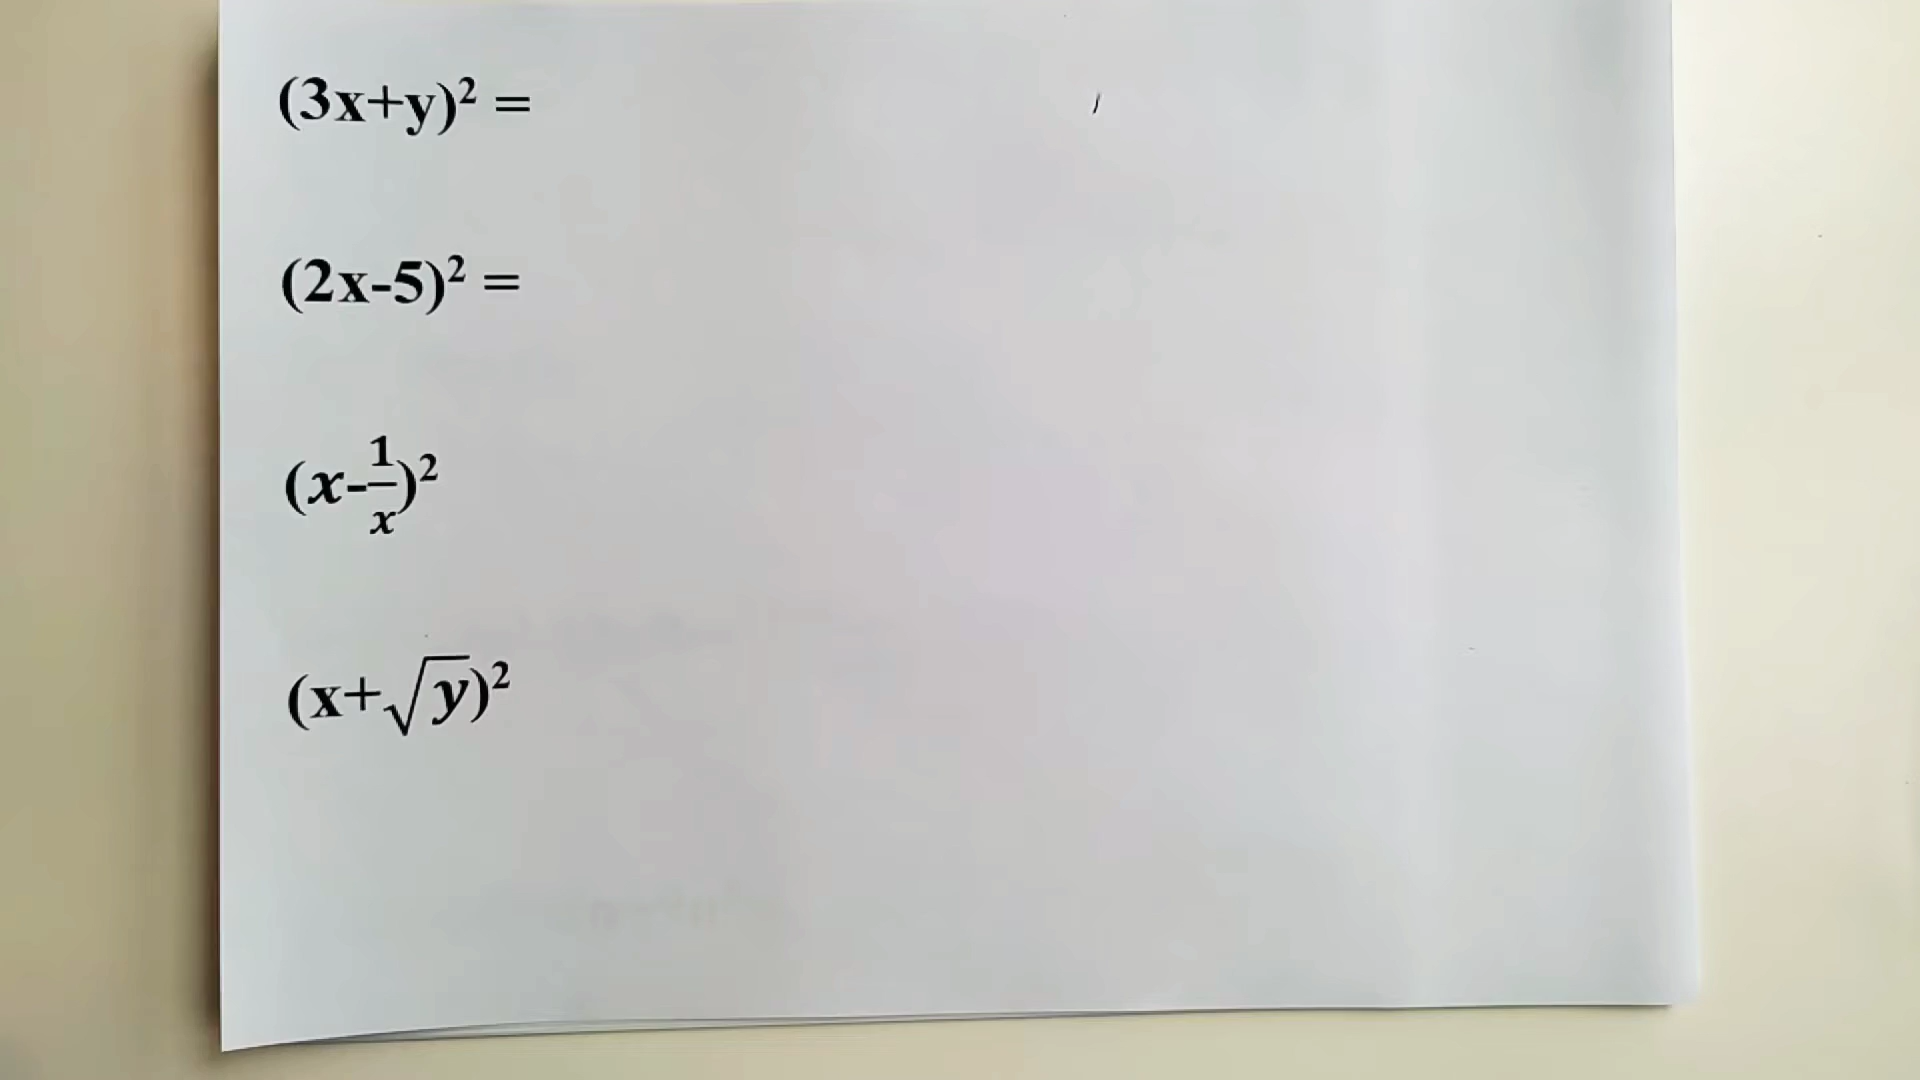 (3x+y)² =
(2x-5)² =
(x-1/x)²
(x+√y)²